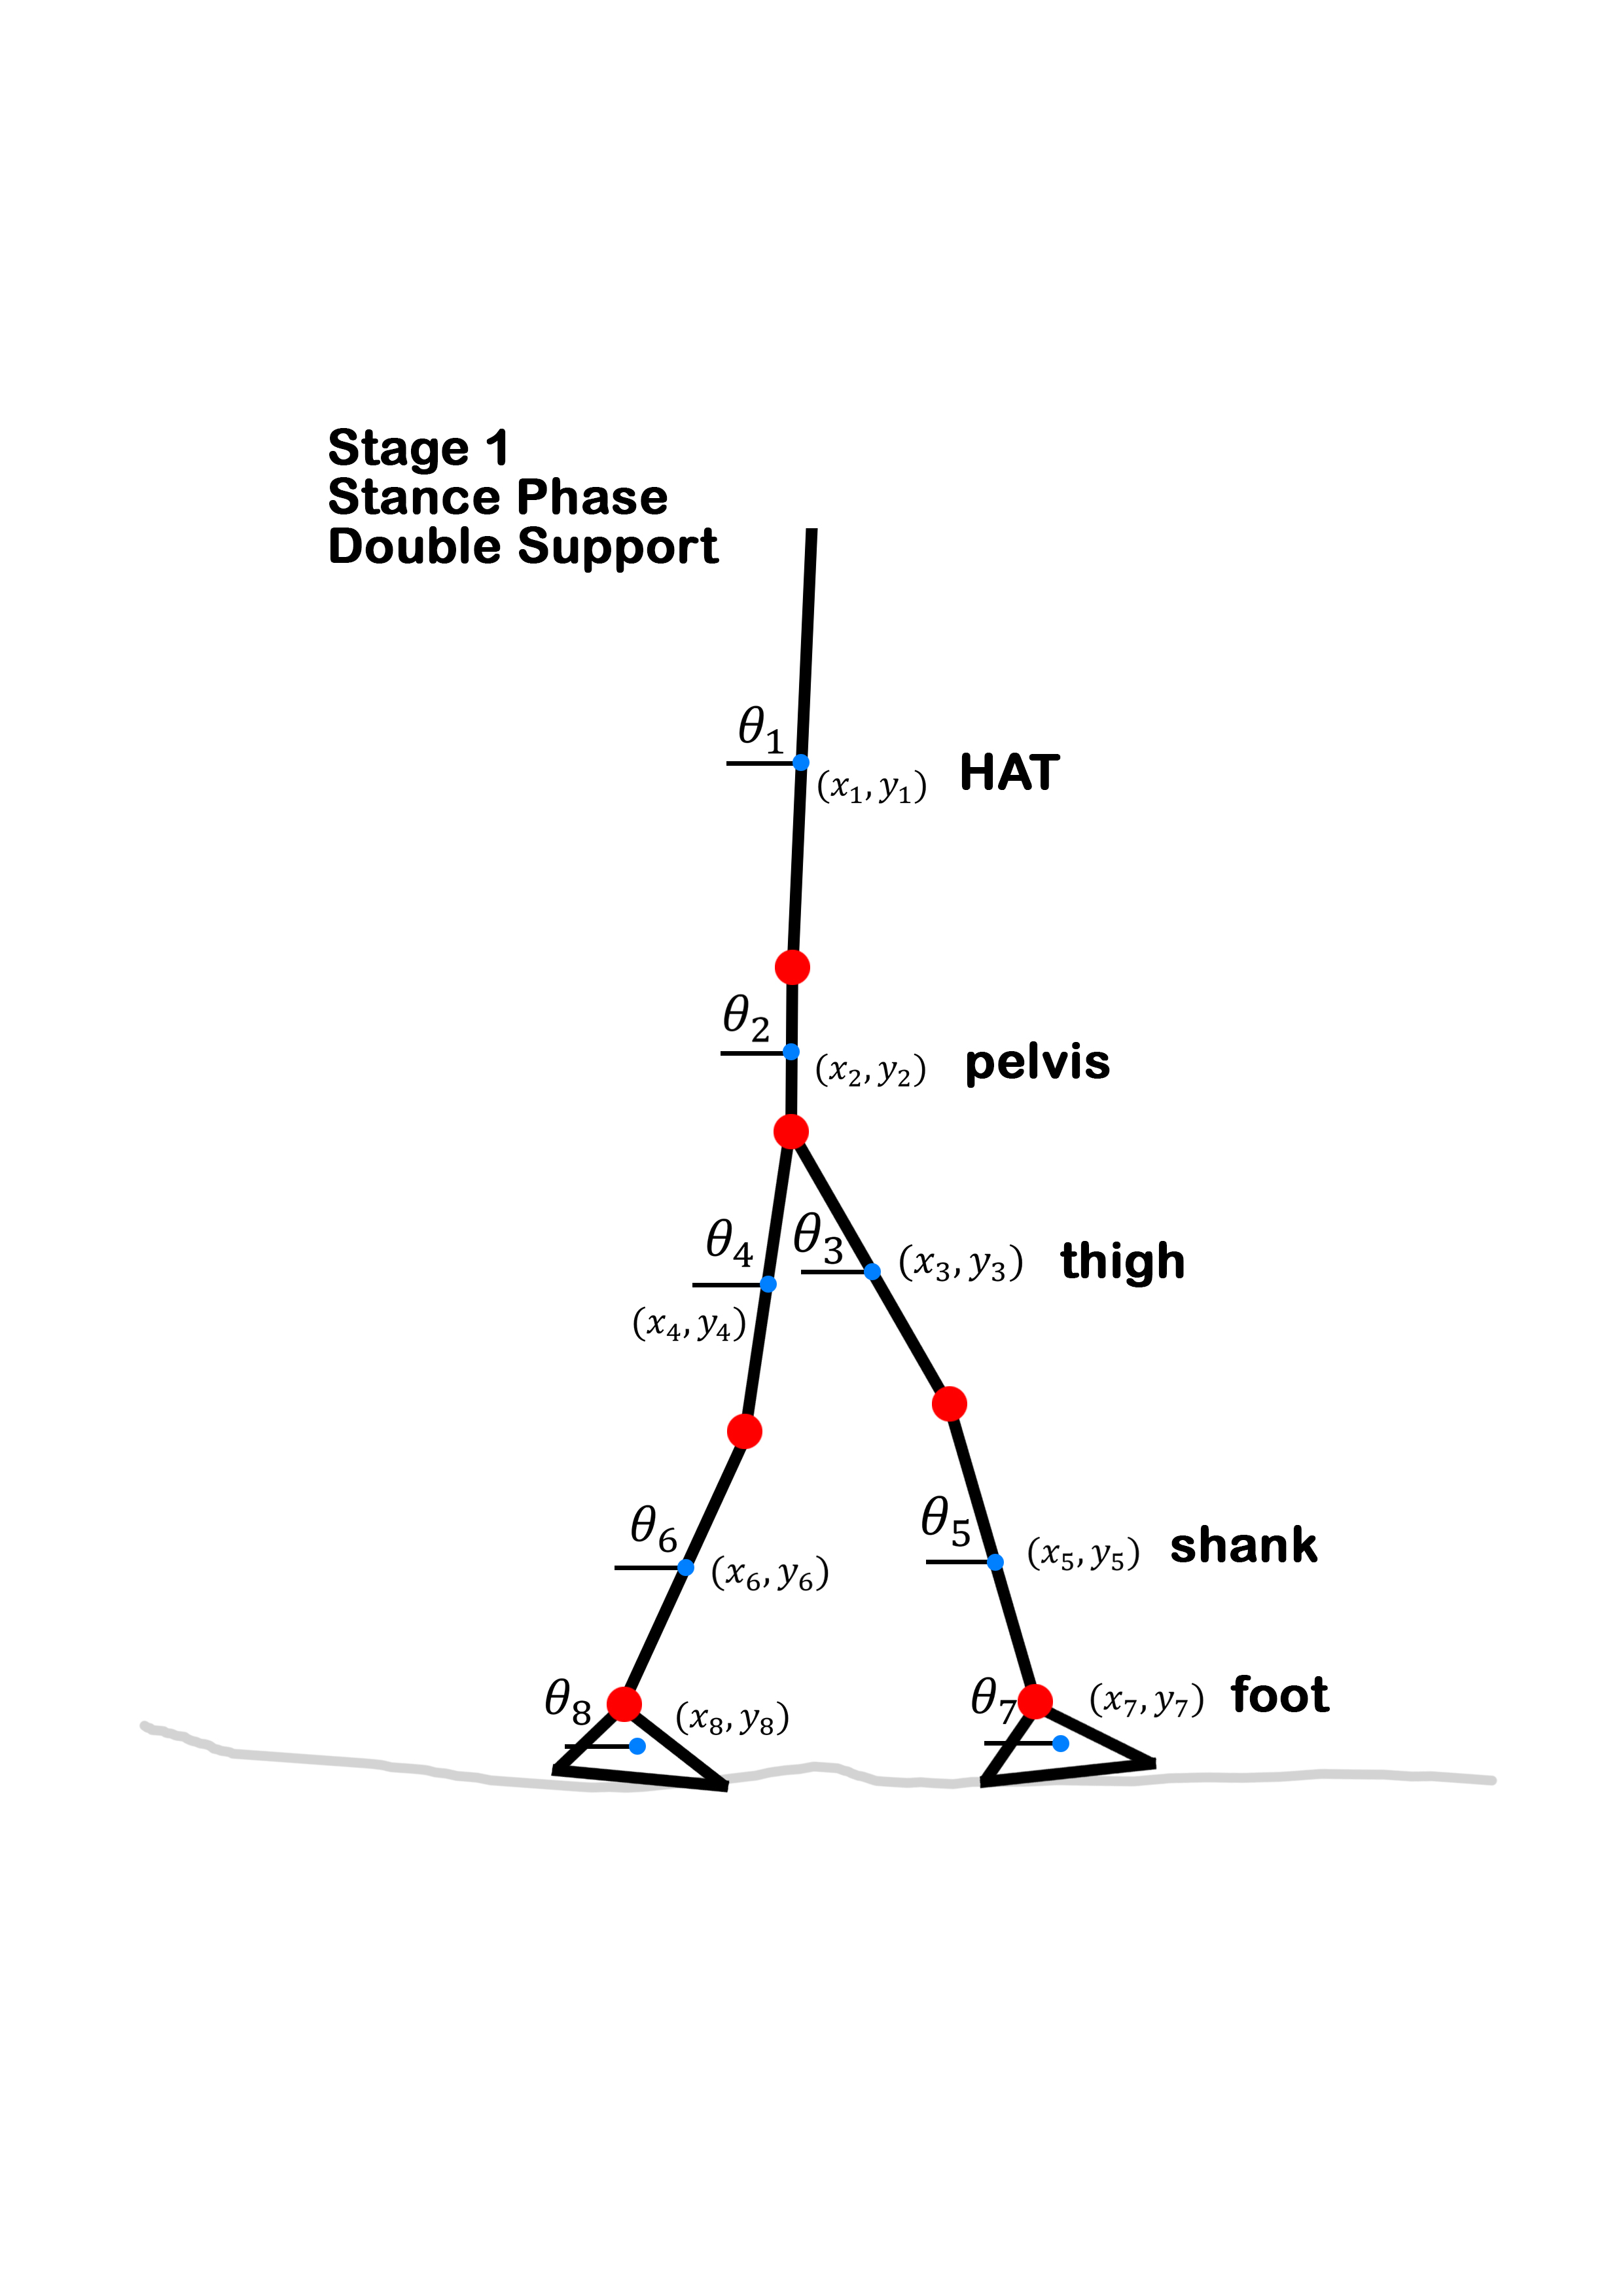 Stage 1
Stance Phase
Double Support
θ₁
(x₁, y₁) HAT
θ₂
(x₂, y₂) pelvis
θ₄ θ₃ (x₃, y₃) thigh
(x₄, y₄)
θ₆ θ₅ (x₅, y₅) shank
(x₆, y₆)
θ₈ (x₈, y₈) θ₇ (x₇, y₇) foot